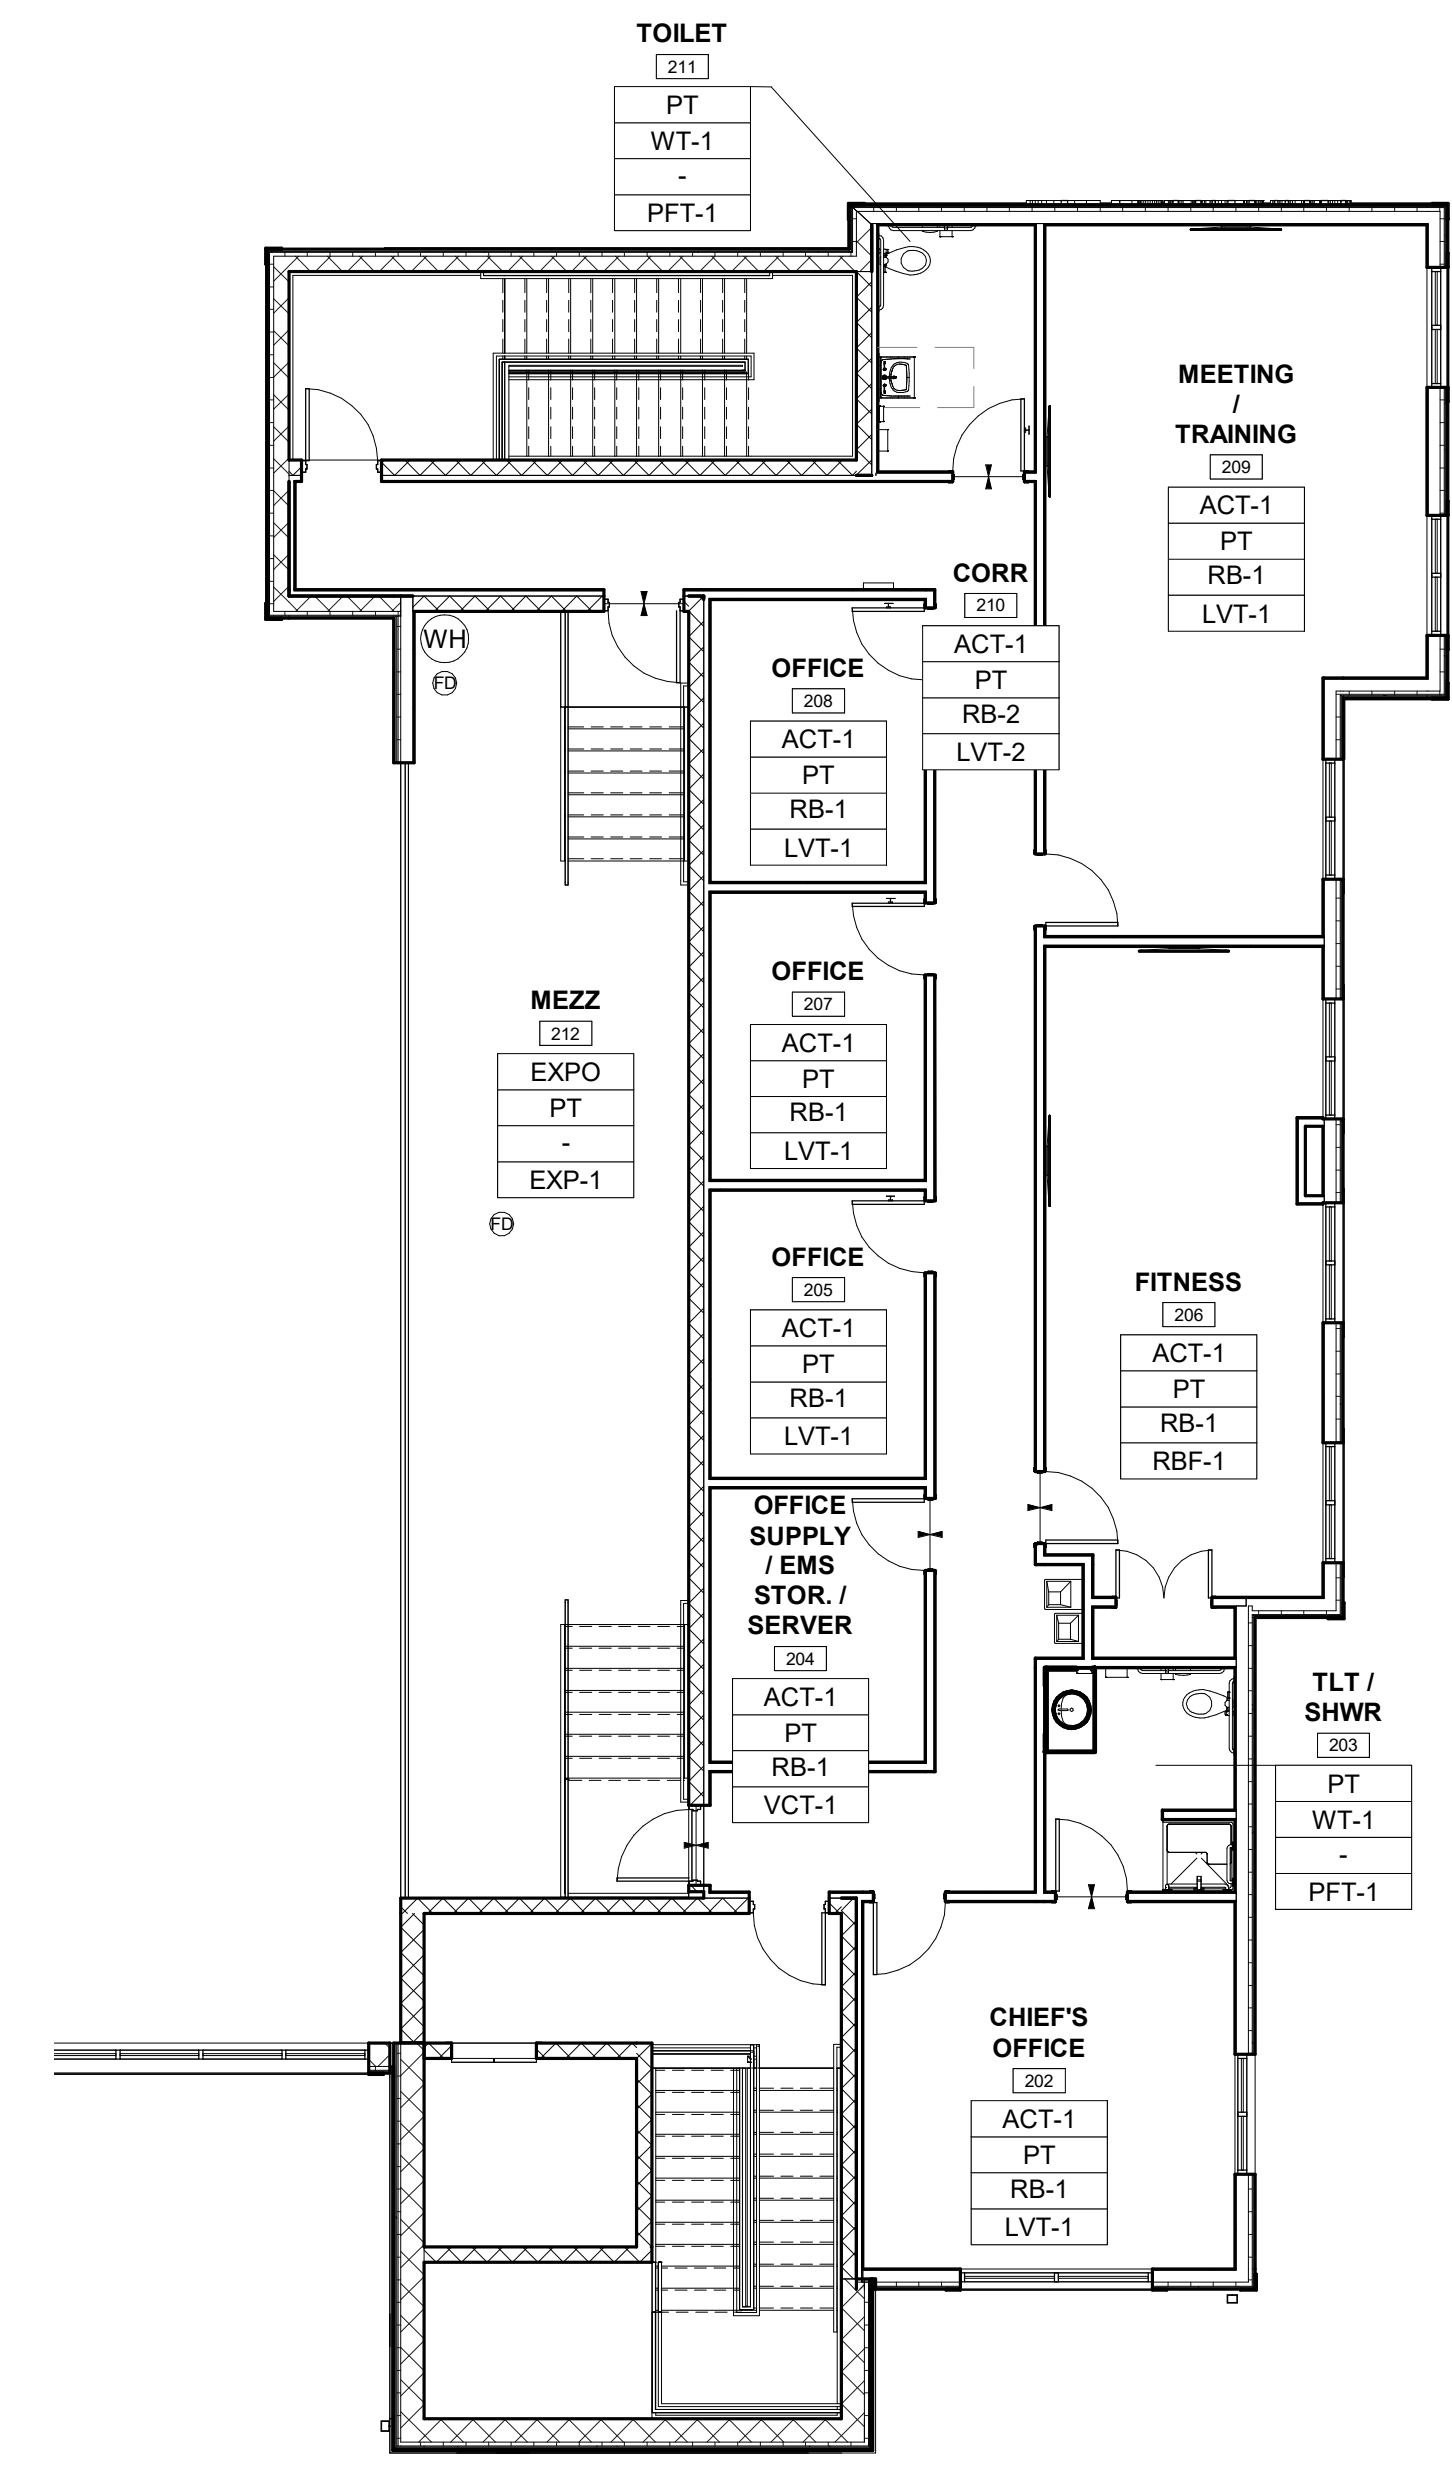 TOILET
211
PT
WT-1
-
PFT-1
MEETING
/
TRAINING
209
ACT-1
PT
RB-1
LVT-1
CORR
210
ACT-1
PT
RB-2
LVT-2
WH
FD
OFFICE
208
ACT-1
PT
RB-1
LVT-1
OFFICE
207
ACT-1
PT
RB-1
LVT-1
MEZZ
212
EXPO
PT
-
EXP-1
FD
OFFICE
205
ACT-1
PT
RB-1
LVT-1
FITNESS
206
ACT-1
PT
RB-1
RBF-1
OFFICE
SUPPLY
/ EMS
STOR. /
SERVER
204
ACT-1
PT
RB-1
VCT-1
TLT /
SHWR
203
PT
WT-1
-
PFT-1
CHIEF'S
OFFICE
202
ACT-1
PT
RB-1
LVT-1